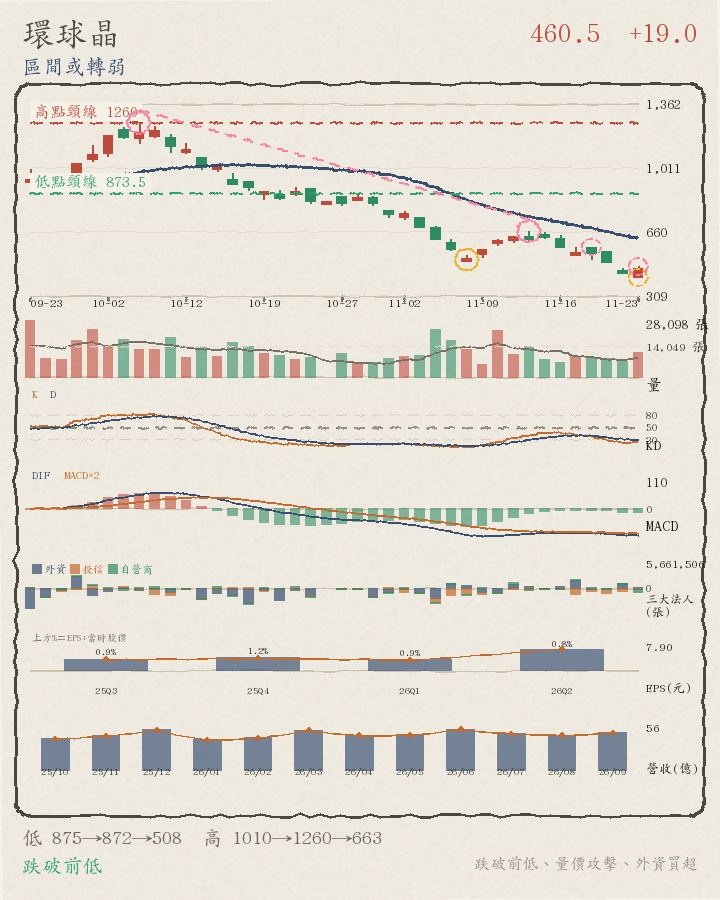 環球晶 460.5 +19.0
區間或轉弱
高點頸線 1260
低點頸線 873.5
1,362
1,011
660
309
09-23 10-02 10-12 10-19 10-27 11-02 11-09 11-16 11-23
28,098 張
14,049 張
量
K D
80
50
20
KD
DIF MACD×2
110
0
MACD
外資 投信 自營商
5,661,506
0
三大法人
(張)
上方%=EPS÷當時股價
0.9% 1.2% 0.9% 0.8%
7.90
25Q3 25Q4 26Q1 26Q2
EPS(元)
56
25/10 25/11 25/12 26/01 26/02 26/03 26/04 26/05 26/06 26/07 26/08 26/09
營收(億)
低 875→872→508 高 1010→1260→663
跌破前低
跌破前低、量價攻擊、外資買超